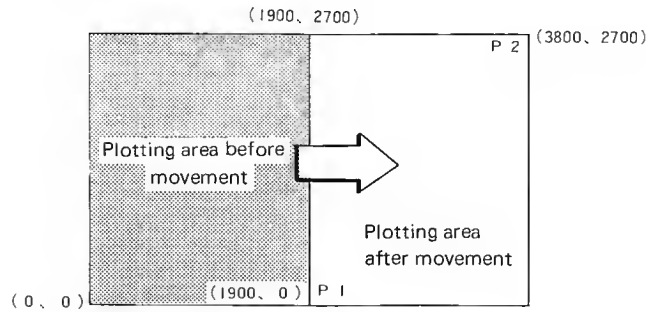 (1900、2700)
P 2
(3800、2700)
Plotting area before
movement
Plotting area
after movement
(0、0)
(1900、0)
P 1